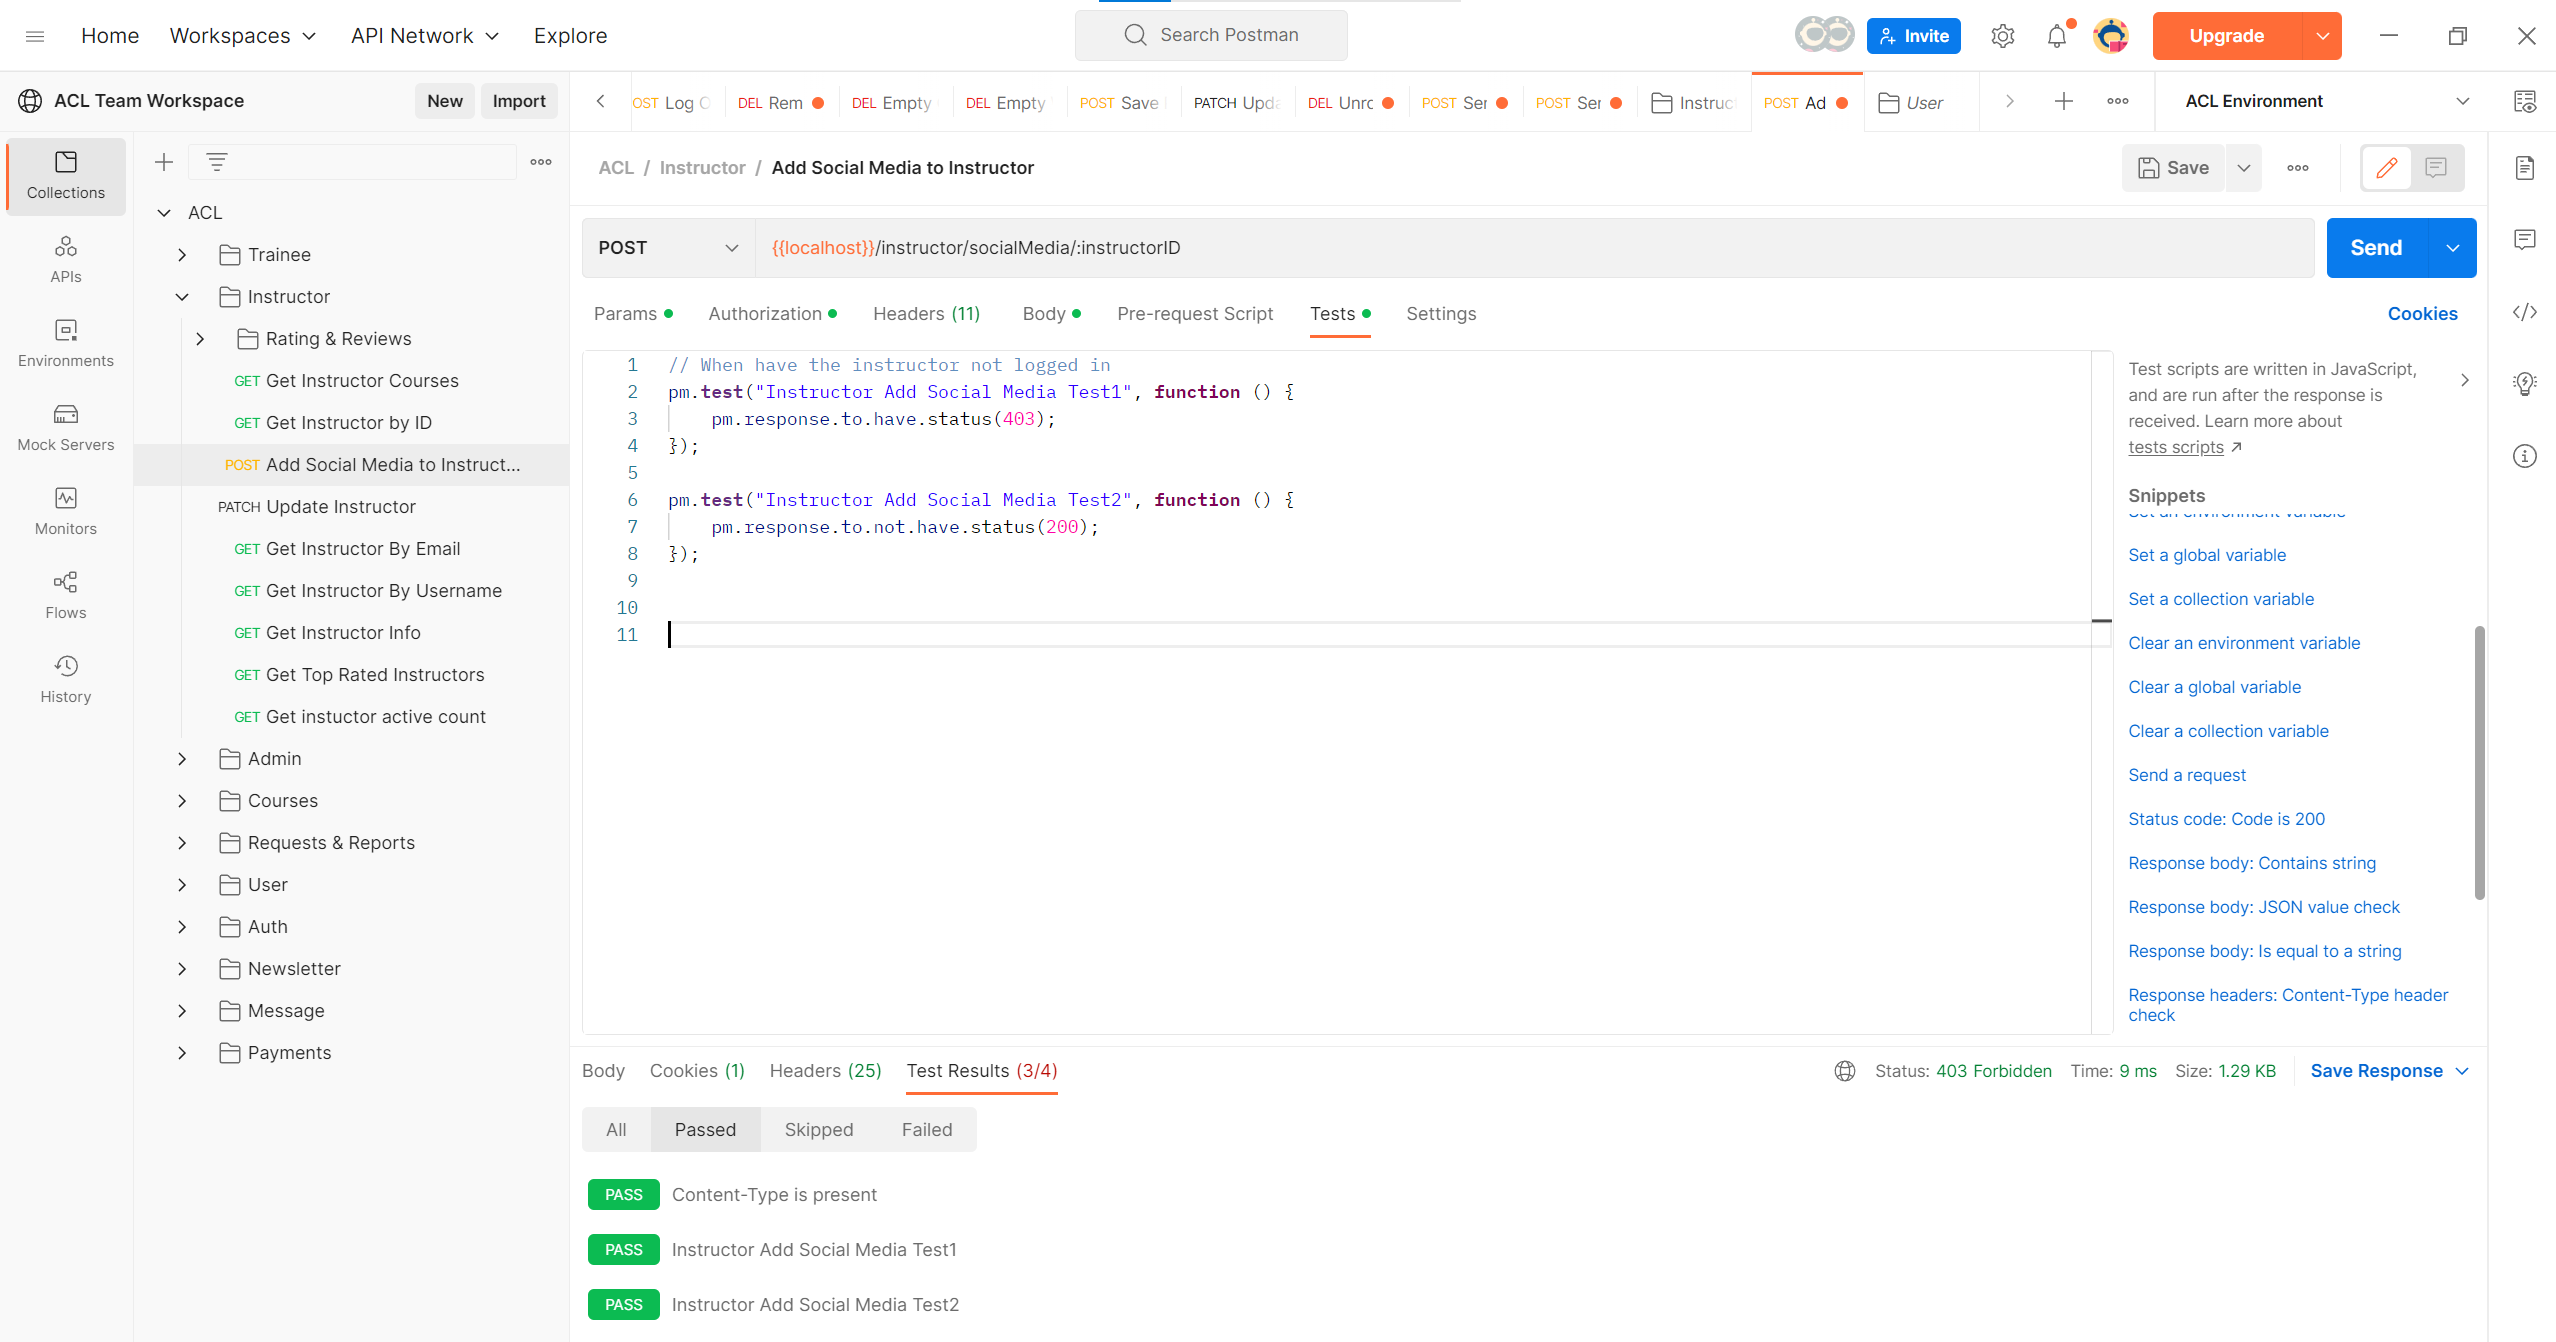 Home
Workspaces
API Network
Explore
Search Postman
Invite
Upgrade
ACL Team Workspace
New
Import
OST Log O
DEL Rem
DEL Empty
DEL Empty
POST Save
PATCH Upda
DEL Unro
POST Ser
POST Ser
Instruc
POST Ad
User
ACL Environment
Collections
APIs
Environments
Mock Servers
Monitors
Flows
History
ACL
Trainee
Instructor
Rating & Reviews
GET Get Instructor Courses
GET Get Instructor by ID
POST Add Social Media to Instruct...
PATCH Update Instructor
GET Get Instructor By Email
GET Get Instructor By Username
GET Get Instructor Info
GET Get Top Rated Instructors
GET Get instuctor active count
Admin
Courses
Requests & Reports
User
Auth
Newsletter
Message
Payments
ACL / Instructor / Add Social Media to Instructor
Save
POST
{{localhost}}/instructor/socialMedia/:instructorID
Send
Params
Authorization
Headers (11)
Body
Pre-request Script
Tests
Settings
Cookies
1 // When have the instructor not logged in
2 pm.test("Instructor Add Social Media Test1", function () {
3 pm.response.to.have.status(403);
4 });
5
6 pm.test("Instructor Add Social Media Test2", function () {
7 pm.response.to.not.have.status(200);
8 });
9
10
11
Test scripts are written in JavaScript,
and are run after the response is
received. Learn more about
tests scripts
Snippets
Set an environment variable
Set a global variable
Set a collection variable
Clear an environment variable
Clear a global variable
Clear a collection variable
Send a request
Status code: Code is 200
Response body: Contains string
Response body: JSON value check
Response body: Is equal to a string
Response headers: Content-Type header
check
Body
Cookies (1)
Headers (25)
Test Results (3/4)
Status: 403 Forbidden
Time: 9 ms
Size: 1.29 KB
Save Response
All
Passed
Skipped
Failed
PASS Content-Type is present
PASS Instructor Add Social Media Test1
PASS Instructor Add Social Media Test2